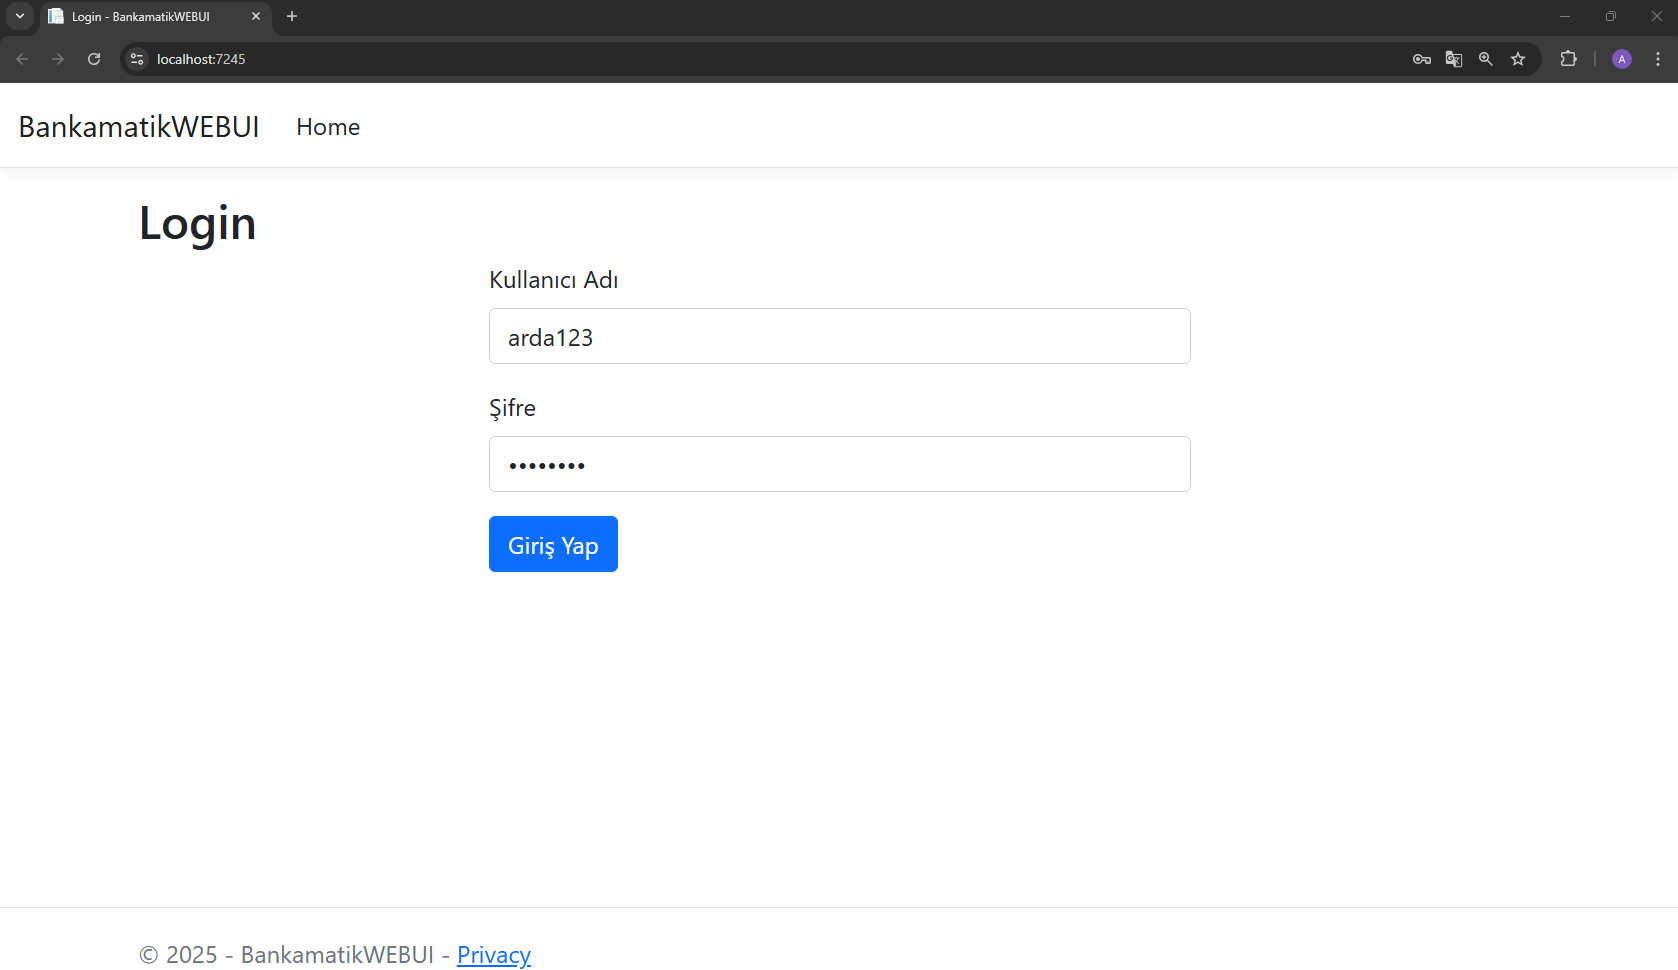 Login - BankamatikWEBUI
localhost:7245
A
BankamatikWEBUI Home
Login
Kullanıcı Adı
arda123
Şifre
••••••••
Giriş Yap
© 2025 - BankamatikWEBUI - Privacy